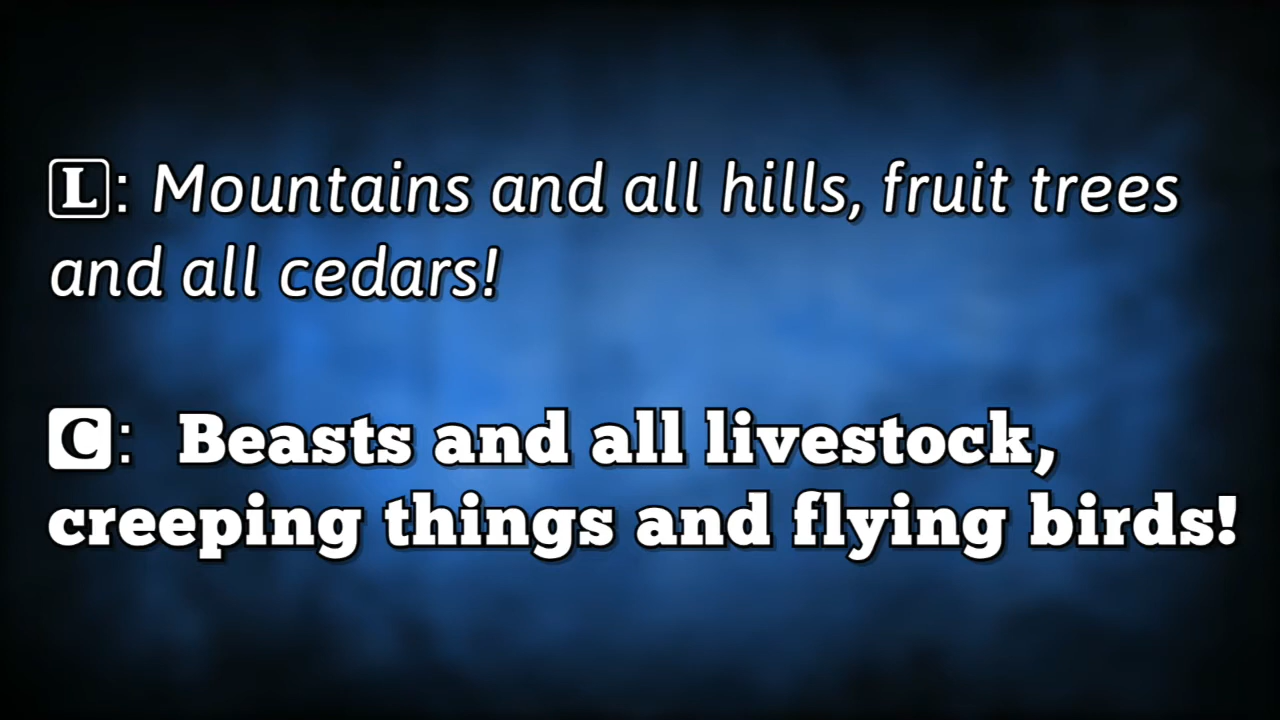 L: Mountains and all hills, fruit trees
and all cedars!
C: Beasts and all livestock,
creeping things and flying birds!